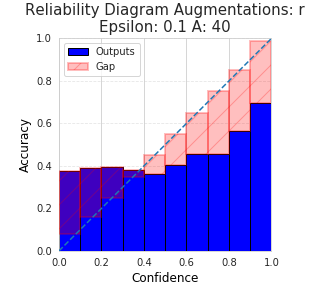 Reliability Diagram Augmentations: r
Epsilon: 0.1 A: 40
1.0
0.8
0.6
0.4
0.2
0.0
Outputs
Gap
Accuracy
0.0 0.2 0.4 0.6 0.8 1.0
Confidence